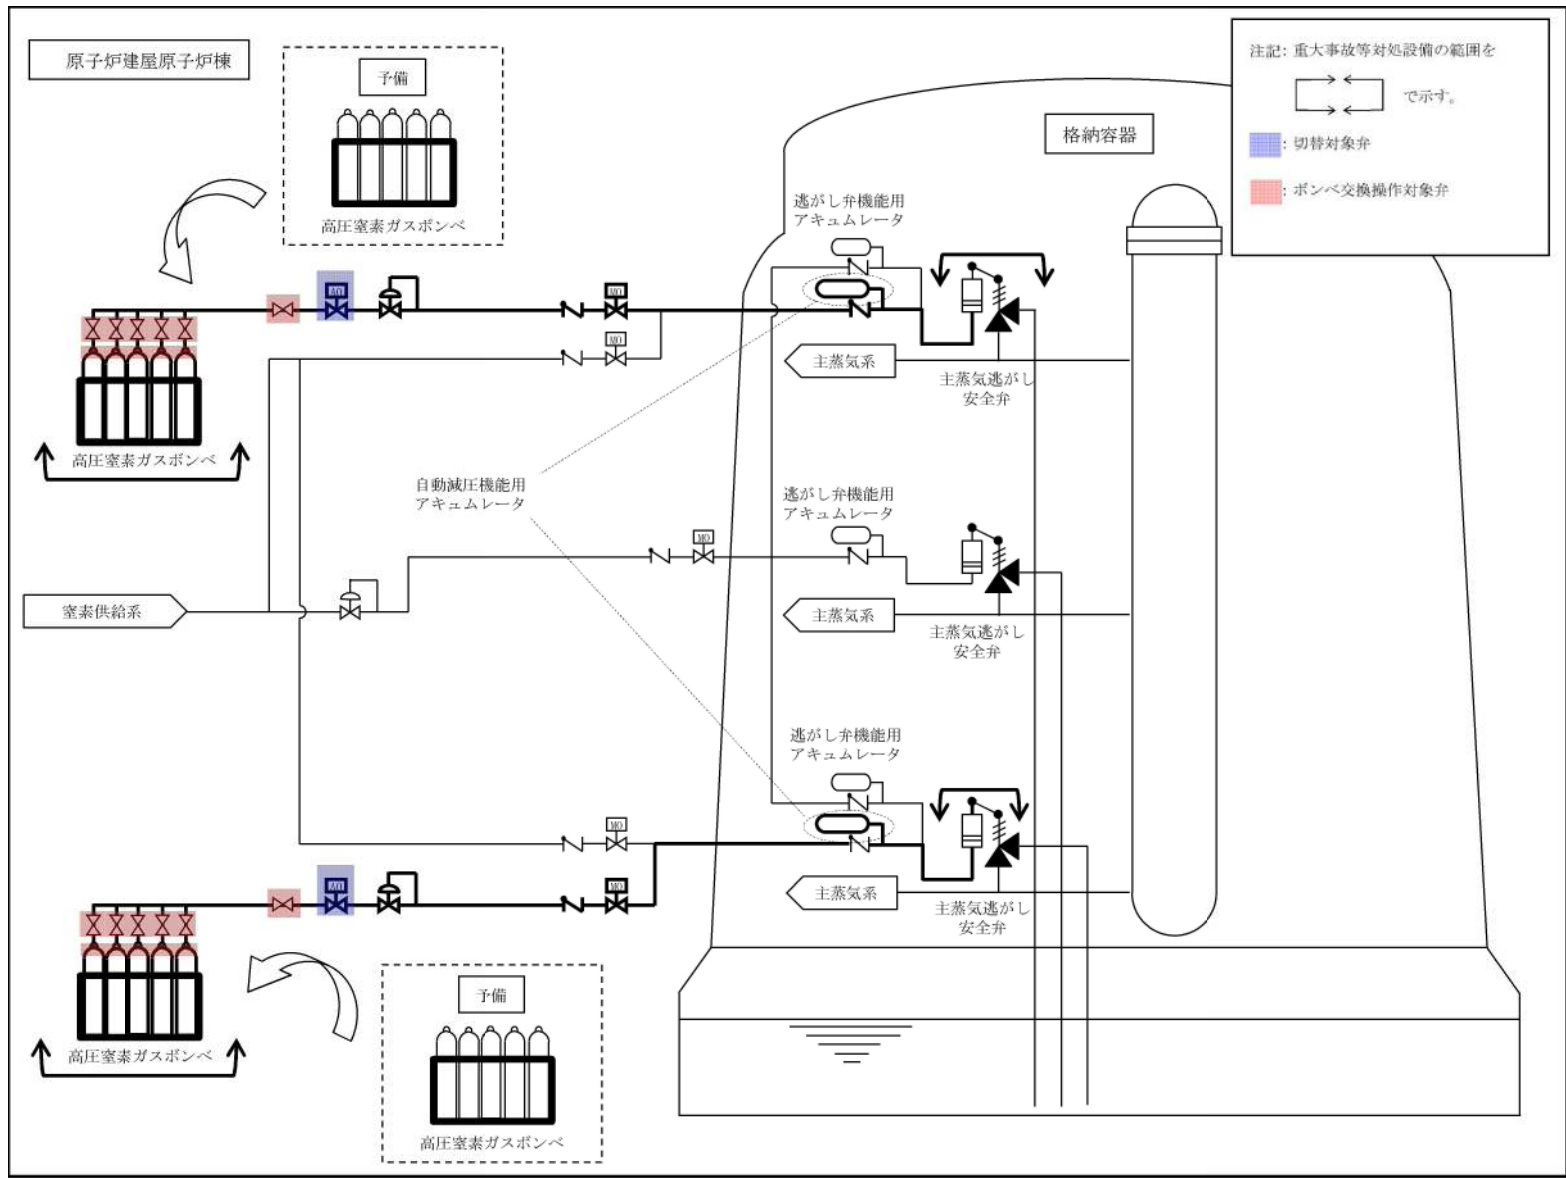 原子炉建屋原子炉棟
予備
高圧窒素ガスボンベ
注記: 重大事故等対処設備の範囲を
で示す。
: 切替対象弁
: ボンベ交換操作対象弁
格納容器
逃がし弁機能用
アキュムレータ
AO
MO
MO
主蒸気系
主蒸気逃がし
安全弁
高圧窒素ガスボンベ
自動減圧機能用
アキュムレータ
逃がし弁機能用
アキュムレータ
MO
窒素供給系
主蒸気系
主蒸気逃がし
安全弁
逃がし弁機能用
アキュムレータ
MO
AO
MO
主蒸気系
主蒸気逃がし
安全弁
予備
高圧窒素ガスボンベ
高圧窒素ガスボンベ